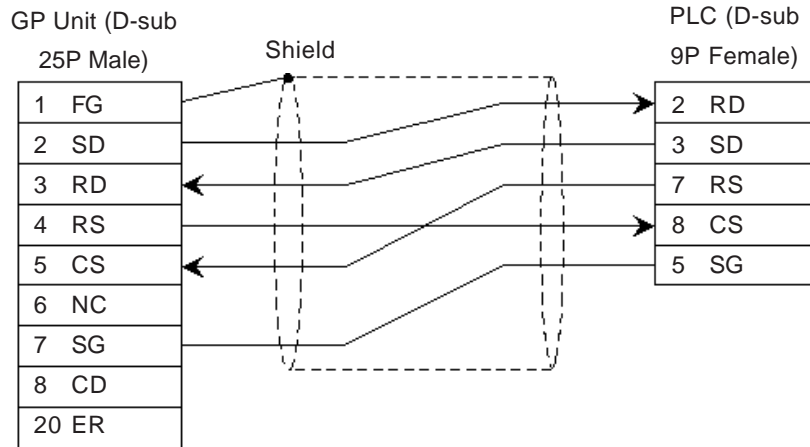 GP Unit (D-sub
25P Male)
Shield
PLC (D-sub
9P Female)
1 FG
2 SD
3 RD
4 RS
5 CS
6 NC
7 SG
8 CD
20 ER
2 RD
3 SD
7 RS
8 CS
5 SG